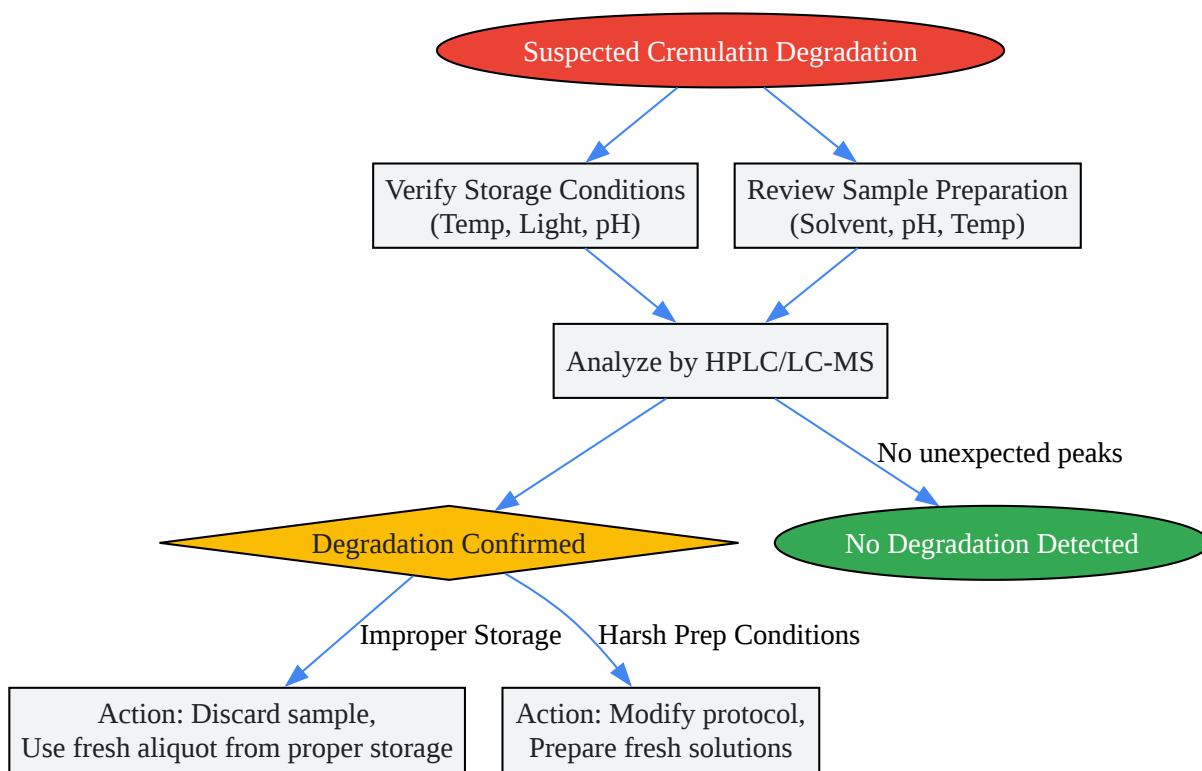 Suspected Crenulatin Degradation
Verify Storage Conditions
(Temp, Light, pH)
Review Sample Preparation
(Solvent, pH, Temp)
Analyze by HPLC/LC-MS
No unexpected peaks
Degradation Confirmed
No Degradation Detected
Improper Storage
Harsh Prep Conditions
Action: Discard sample,
Use fresh aliquot from proper storage
Action: Modify protocol,
Prepare fresh solutions